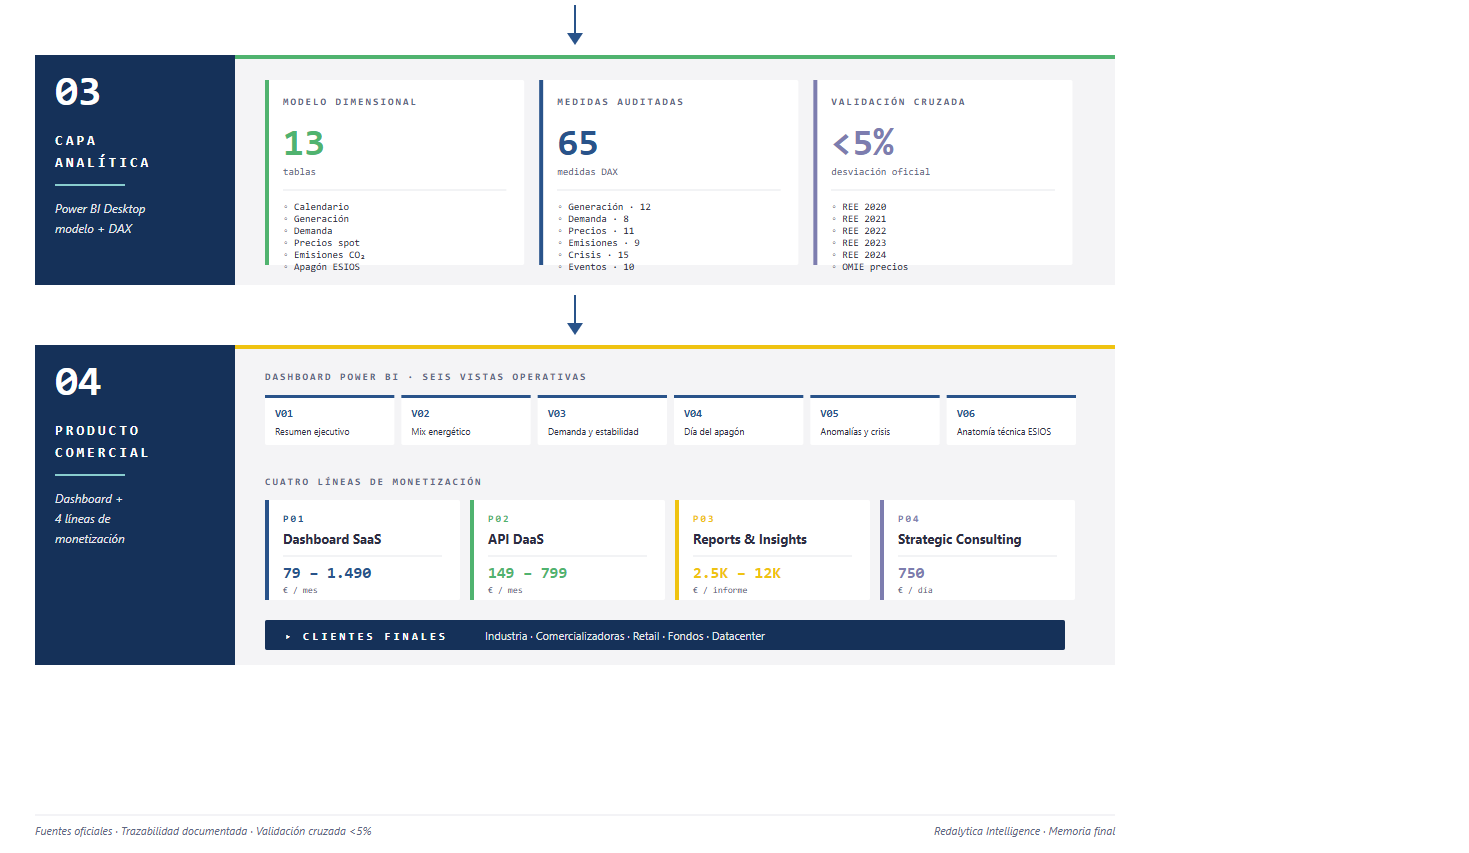 03
CAPA
ANALÍTICA
Power BI Desktop
modelo + DAX
MODELO DIMENSIONAL
13
tablas
◦ Calendario
◦ Generación
◦ Demanda
◦ Precios spot
◦ Emisiones CO₂
◦ Apagón ESIOS
MEDIDAS AUDITADAS
65
medidas DAX
◦ Generación · 12
◦ Demanda · 8
◦ Precios · 11
◦ Emisiones · 9
◦ Crisis · 15
◦ Eventos · 10
VALIDACIÓN CRUZADA
<5%
desviación oficial
◦ REE 2020
◦ REE 2021
◦ REE 2022
◦ REE 2023
◦ REE 2024
◦ OMIE precios
04
PRODUCTO
COMERCIAL
Dashboard +
4 líneas de
monetización
DASHBOARD POWER BI · SEIS VISTAS OPERATIVAS
V01
Resumen ejecutivo
V02
Mix energético
V03
Demanda y estabilidad
V04
Día del apagón
V05
Anomalías y crisis
V06
Anatomía técnica ESIOS
CUATRO LÍNEAS DE MONETIZACIÓN
P01
Dashboard SaaS
79 – 1.490
€ / mes
P02
API DaaS
149 – 799
€ / mes
P03
Reports & Insights
2.5K – 12K
€ / informe
P04
Strategic Consulting
750
€ / día
▸ CLIENTES FINALES Industria · Comercializadoras · Retail · Fondos · Datacenter
Fuentes oficiales · Trazabilidad documentada · Validación cruzada <5%
Redalytica Intelligence · Memoria final